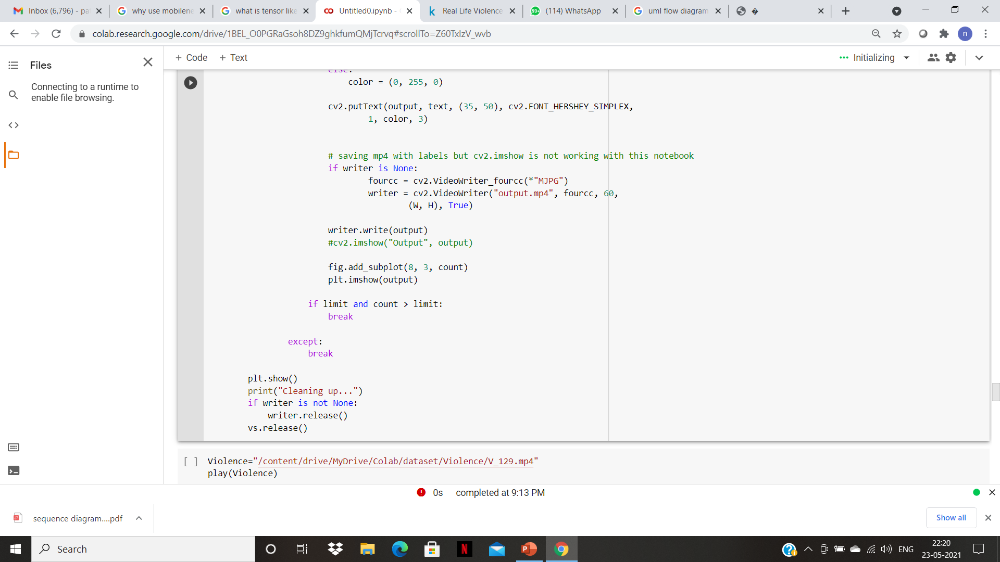 Inbox (6,796) - pa
why use mobilene
what is tensor like
Untitled0.ipynb -
Real Life Violence
99+
(114) WhatsApp
uml flow diagram
colab.research.google.com/drive/1BEL_O0PGRaGsoh8DZ9ghkfumQMjTcrvq#scrollTo=Z60TxIzV_wvb
n
Files
+ Code + Text
Initializing
Connecting to a runtime to
enable file browsing.
else:
color = (0, 255, 0)
cv2.putText(output, text, (35, 50), cv2.FONT_HERSHEY_SIMPLEX,
1, color, 3)
# saving mp4 with labels but cv2.imshow is not working with this notebook
if writer is None:
fourcc = cv2.VideoWriter_fourcc(*"MJPG")
writer = cv2.VideoWriter("output.mp4", fourcc, 60,
(W, H), True)
writer.write(output)
#cv2.imshow("Output", output)
fig.add_subplot(8, 3, count)
plt.imshow(output)
if limit and count > limit:
break
except:
break
plt.show()
print("Cleaning up...")
if writer is not None:
writer.release()
vs.release()
[ ] Violence="/content/drive/MyDrive/Colab/dataset/Violence/V_129.mp4"
play(Violence)
0s completed at 9:13 PM
sequence diagram....pdf
Show all
Search
ENG
22:20
23-05-2021